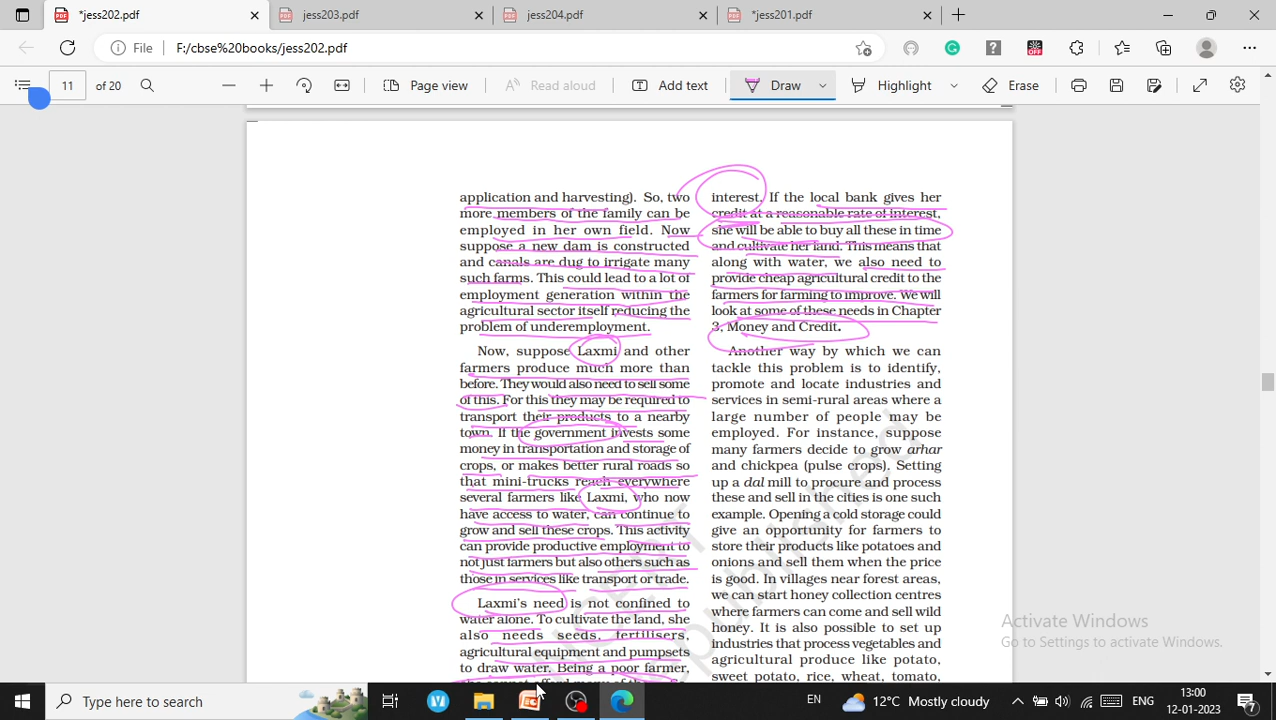 *jess202.pdf
jess203.pdf
jess204.pdf
*jess201.pdf
File
F:/cbse%20books/jess202.pdf
OFF
11
of 20
Page view
Read aloud
Add text
Draw
Highlight
Erase
application and harvesting). So, two
more members of the family can be
employed in her own field. Now
suppose a new dam is constructed
and canals are dug to irrigate many
such farms. This could lead to a lot of
employment generation within the
agricultural sector itself reducing the
problem of underemployment.
Now, suppose Laxmi and other
farmers produce much more than
before. They would also need to sell some
of this. For this they may be required to
transport their products to a nearby
town. If the government invests some
money in transportation and storage of
crops, or makes better rural roads so
that mini-trucks reach everywhere
several farmers like Laxmi, who now
have access to water, can continue to
grow and sell these crops. This activity
can provide productive employment to
not just farmers but also others such as
those in services like transport or trade.
Laxmi's need is not confined to
water alone. To cultivate the land, she
also needs seeds, fertilisers,
agricultural equipment and pumpsets
to draw water. Being a poor farmer,
interest. If the local bank gives her
credit at a reasonable rate of interest,
she will be able to buy all these in time
and cultivate her land. This means that
along with water, we also need to
provide cheap agricultural credit to the
farmers for farming to improve. We will
look at some of these needs in Chapter
3, Money and Credit.
Another way by which we can
tackle this problem is to identify,
promote and locate industries and
services in semi-rural areas where a
large number of people may be
employed. For instance, suppose
many farmers decide to grow arhar
and chickpea (pulse crops). Setting
up a dal mill to procure and process
these and sell in the cities is one such
example. Opening a cold storage could
give an opportunity for farmers to
store their products like potatoes and
onions and sell them when the price
is good. In villages near forest areas,
we can start honey collection centres
where farmers can come and sell wild
honey. It is also possible to set up
industries that process vegetables and
agricultural produce like potato,
sweet potato, rice, wheat, tomato,
Activate Windows
Go to Settings to activate Windows.
Type here to search
EN
12°C Mostly cloudy
ENG
13:00
12-01-2023
7